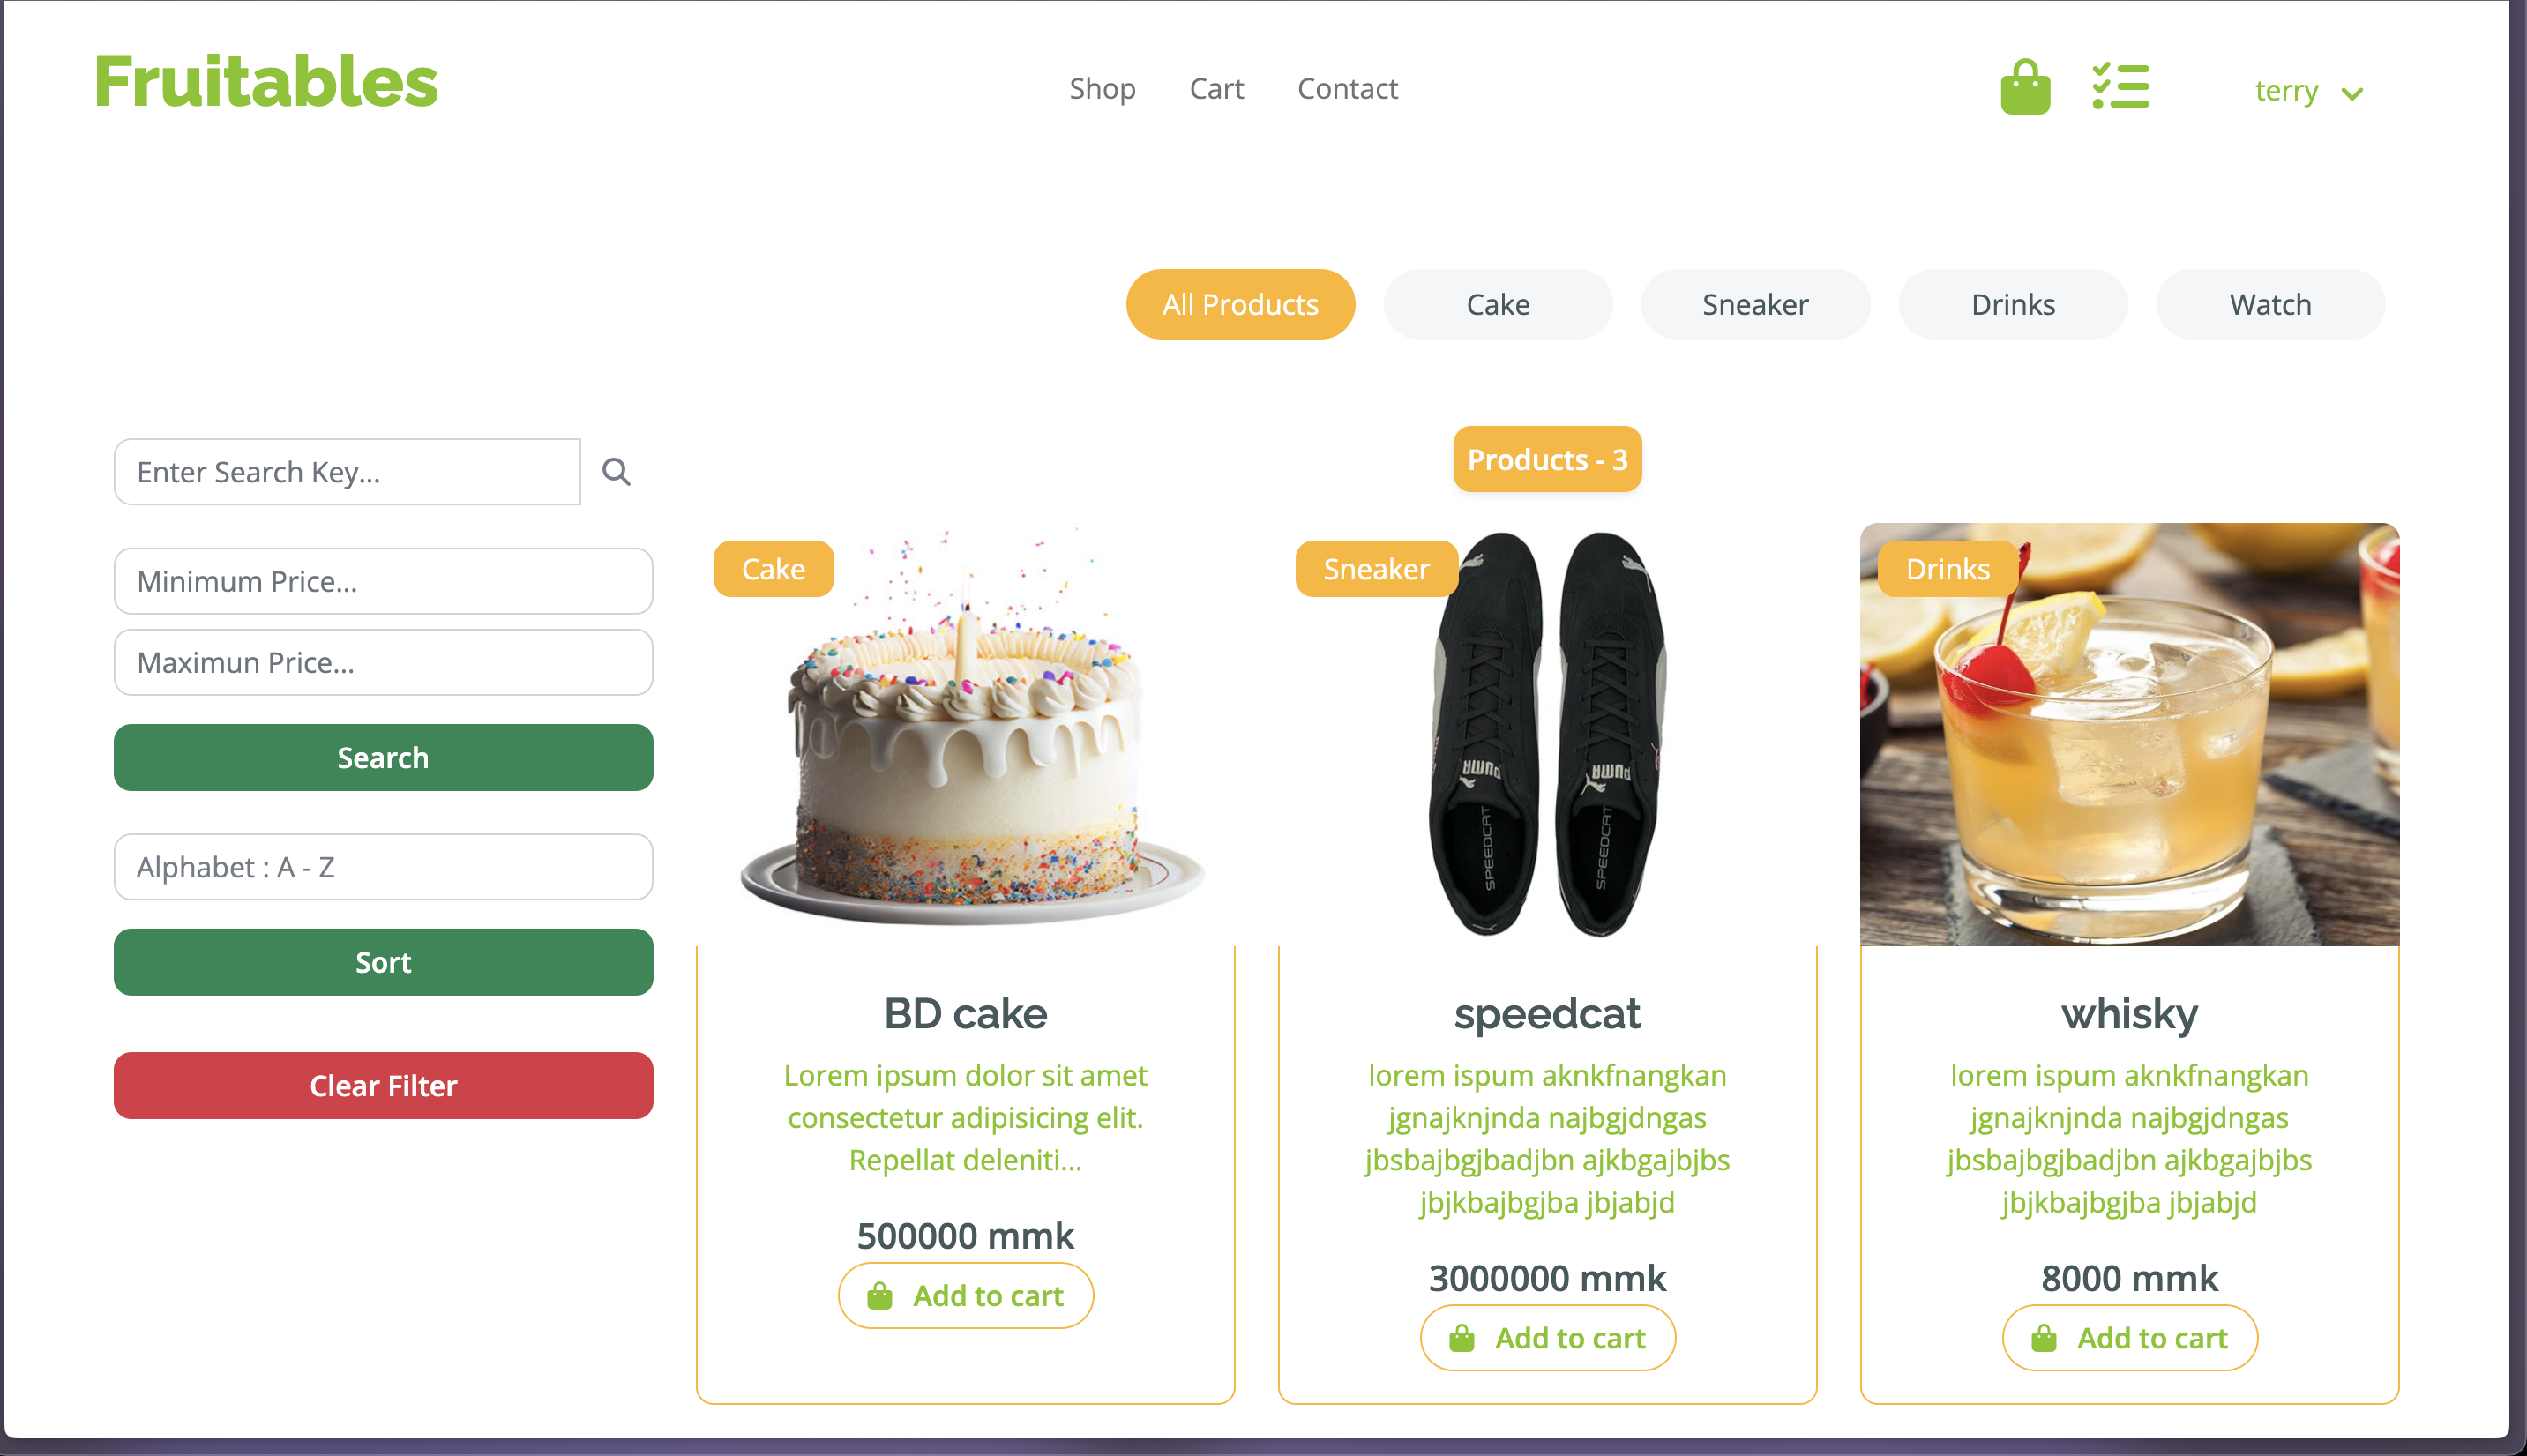 Fruitables
Shop Cart Contact
terry
All Products Cake Sneaker Drinks Watch
Enter Search Key...
Minimum Price...
Maximun Price...
Search
Alphabet : A - Z
Sort
Clear Filter
Products - 3
Cake
BD cake
Lorem ipsum dolor sit amet
consectetur adipisicing elit.
Repellat deleniti...
500000 mmk
Add to cart
Sneaker
PUMA PUMA
SPEEDCAT SPEEDCAT
speedcat
lorem ispum aknkfnangkan
jgnajknjnda najbgjdngas
jbsbajbgjbadjbn ajkbgajbjbs
jbjkbajbgjba jbjabjd
3000000 mmk
Add to cart
Drinks
whisky
lorem ispum aknkfnangkan
jgnajknjnda najbgjdngas
jbsbajbgjbadjbn ajkbgajbjbs
jbjkbajbgjba jbjabjd
8000 mmk
Add to cart